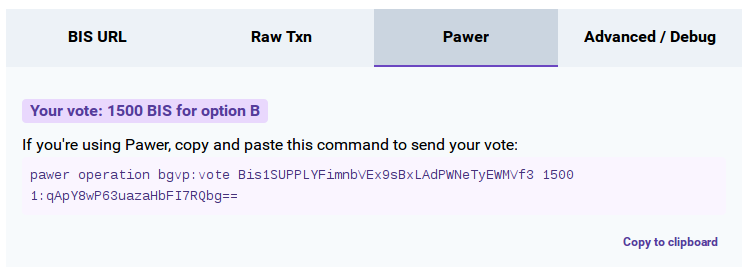 BIS URL
Raw Txn
Pawer
Advanced / Debug
Your vote: 1500 BIS for option B
If you're using Pawer, copy and paste this command to send your vote:
pawer operation bgvp:vote Bis1SUPPLYFimnbVEx9sBxLAdPWNeTyEWMVf3 1500
1:qApY8wP63uazaHbFI7RQbg==
Copy to clipboard